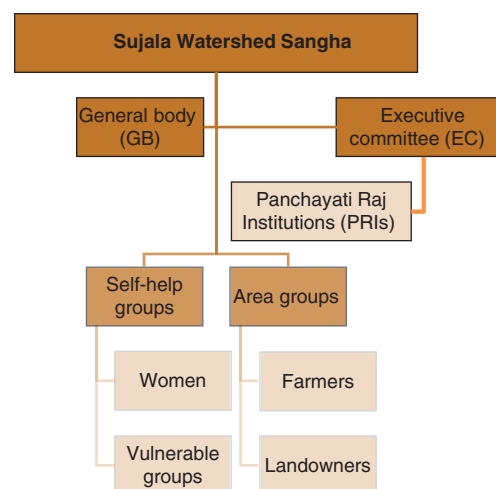 Sujala Watershed Sangha
General body
(GB)
Executive
committee (EC)
Panchayati Raj
Institutions (PRIs)
Self-help
groups
Area groups
Women
Farmers
Vulnerable
groups
Landowners